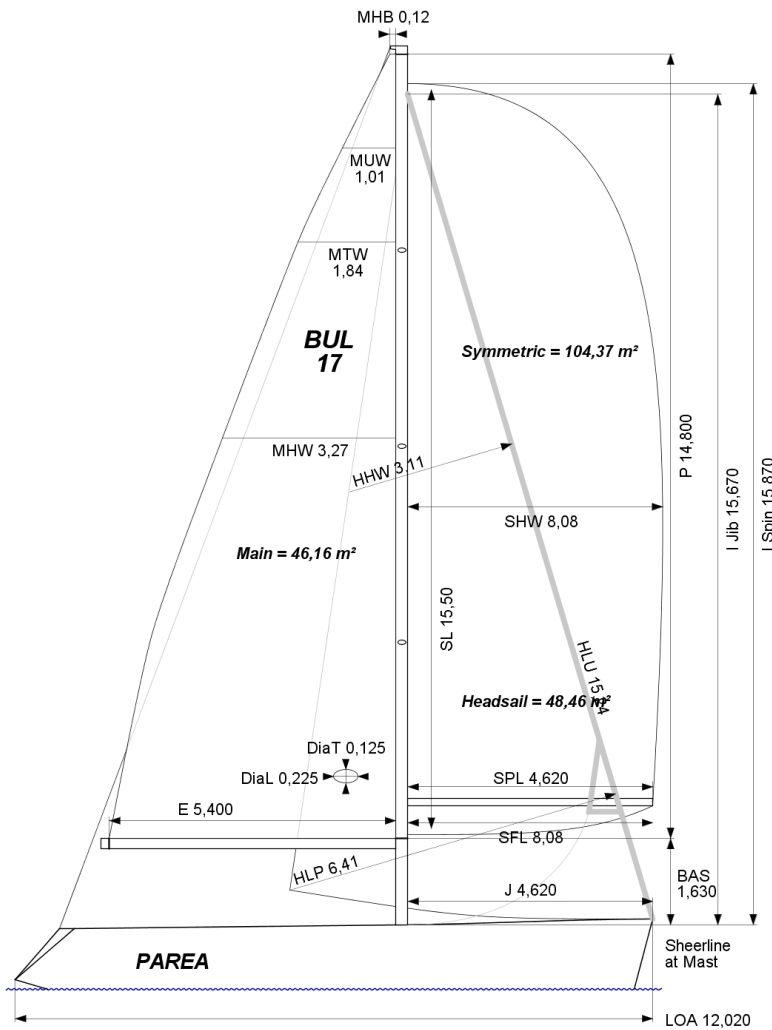 MHB 0,12
MUW
1,01
MTW
1,84
BUL
17
Symmetric = 104,37 m²
MHW 3,27
HHW 3,11
P 14,800
I Jib 15,670
I Spin 15,870
SHW 8,08
Main = 46,16 m²
SL 15,50
HLU
Headsail = 48,46 m²
DiaT 0,125
DiaL 0,225
SPL 4,620
E 5,400
SFL 8,08
HLP 6,41
J 4,620
BAS
1,630
PAREA
Sheerline
at Mast
LOA 12,020